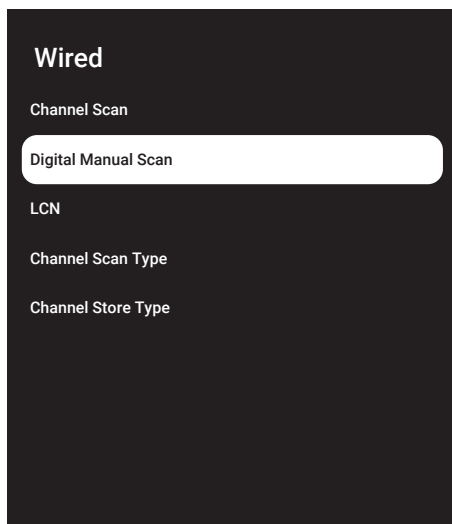 Wired
Channel Scan
Digital Manual Scan
LCN
Channel Scan Type
Channel Store Type